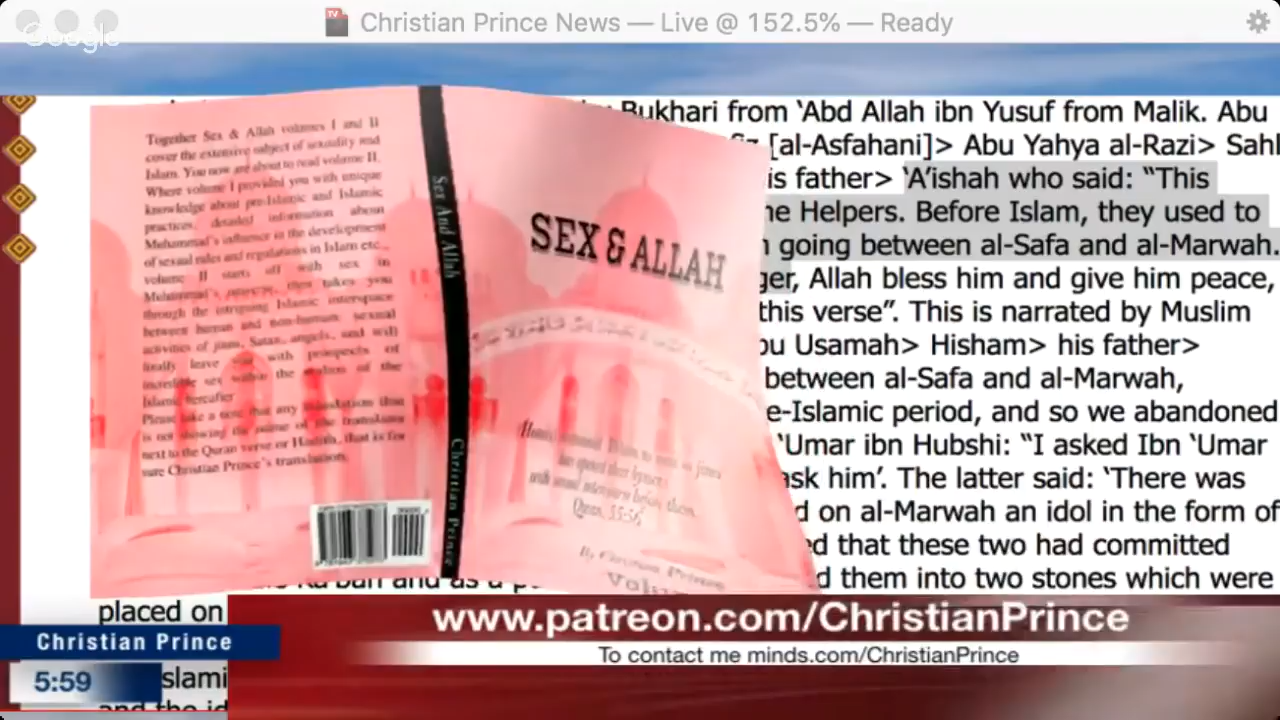 Christian Prince News — Live @ 152.5% — Ready
Google
Bukhari from ‘Abd Allah ibn Yusuf from Malik. Abu
[al-Asfahani]> Abu Yahya al-Razi> Sahl
is father> ‘A’ishah who said: “This
Helpers. Before Islam, they used to
going between al-Safa and al-Marwah.
ger, Allah bless him and give him peace,
this verse”. This is narrated by Muslim
Usamah> Hisham> his father>
between al-Safa and al-Marwah,
e-Islamic period, and so we abandoned
‘Umar ibn Hubshi: “I asked Ibn ‘Umar
ask him’. The latter said: ‘There was
d on al-Marwah an idol in the form of
ed that these two had committed
d them into two stones which were
placed on
slami
Together Sex & Allah volumes I and II
cover the extensive subject of sexuality and
Islam. You now are about to read volume II.
Where volume I provided you with unique
knowledge about pre-Islamic and Islamic
practices, detailed information about
Muhammad's influence in the development
of sexual rules and regulations in Islam etc.,
volume II starts off with sex in
Muhammad's then takes you
through the intriguing Islamic interspace
between human and non-human: sexual
activities of jinns, Satan, angels, and will
finally leave you with prospects of
incredible sex within the of the
Islamic hereafter
Please take a note that any translation that
is not showing the name of the translator
next to the Quran verse or Hadith, that is for
sure Christian Prince's translation.
Sex And Allah
Christian Prince
SEX & ALLAH
Quran, 55:56
By Christian Prince
www.patreon.com/ChristianPrince
To contact me minds.com/ChristianPrince
Christian Prince
5:59